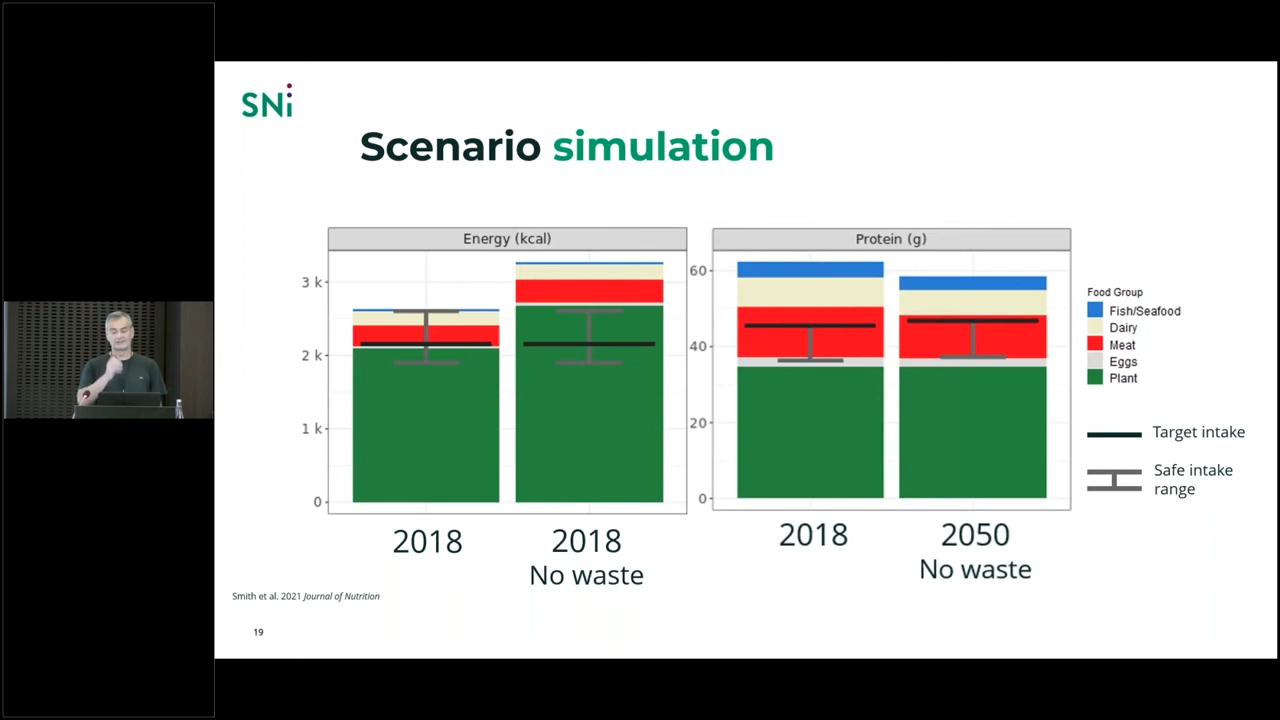 SNi
Scenario simulation
Energy (kcal)
Protein (g)
3 k
2 k
1 k
0
60
40
20
0
2018
2018
No waste
2018
2050
No waste
Food Group
Fish/Seafood
Dairy
Meat
Eggs
Plant
Target intake
Safe intake
range
Smith et al. 2021 Journal of Nutrition
19